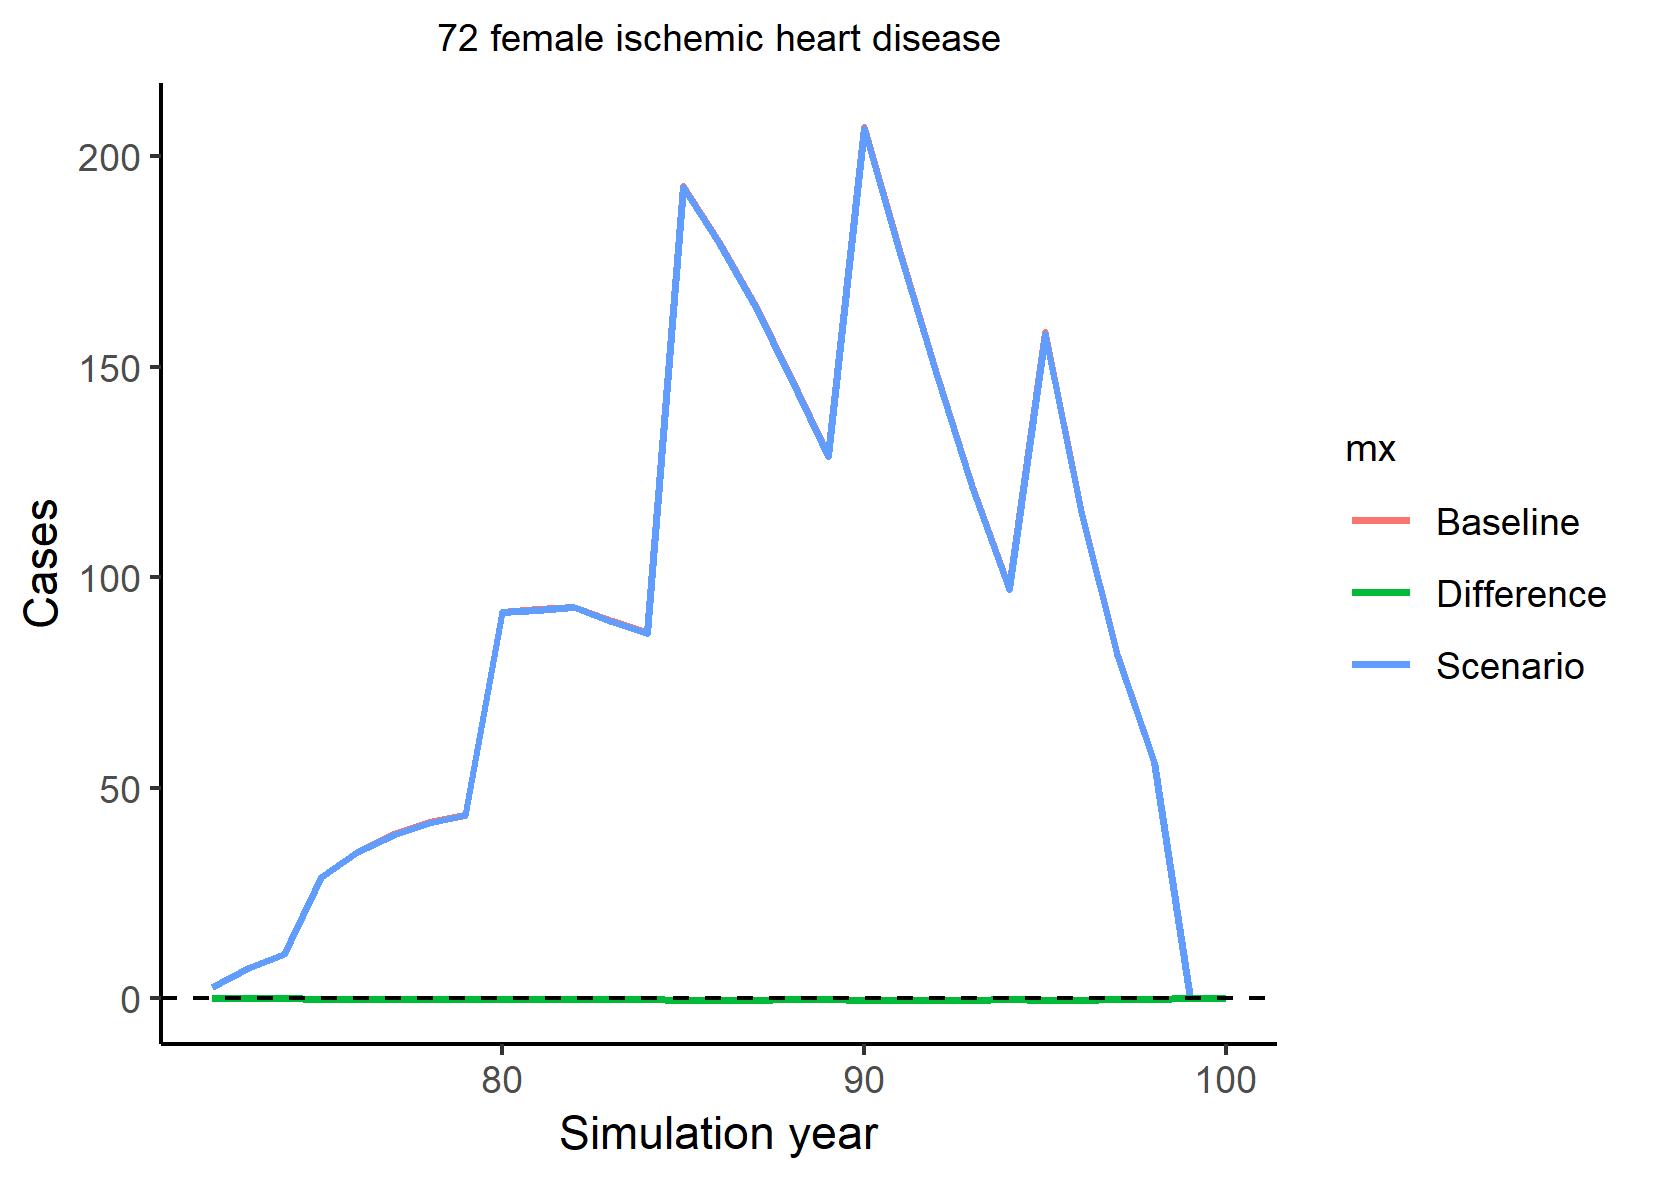 72 female ischemic heart disease
200
150
100
50
0
Cases
80
90
100
Simulation year
mx
Baseline
Difference
Scenario